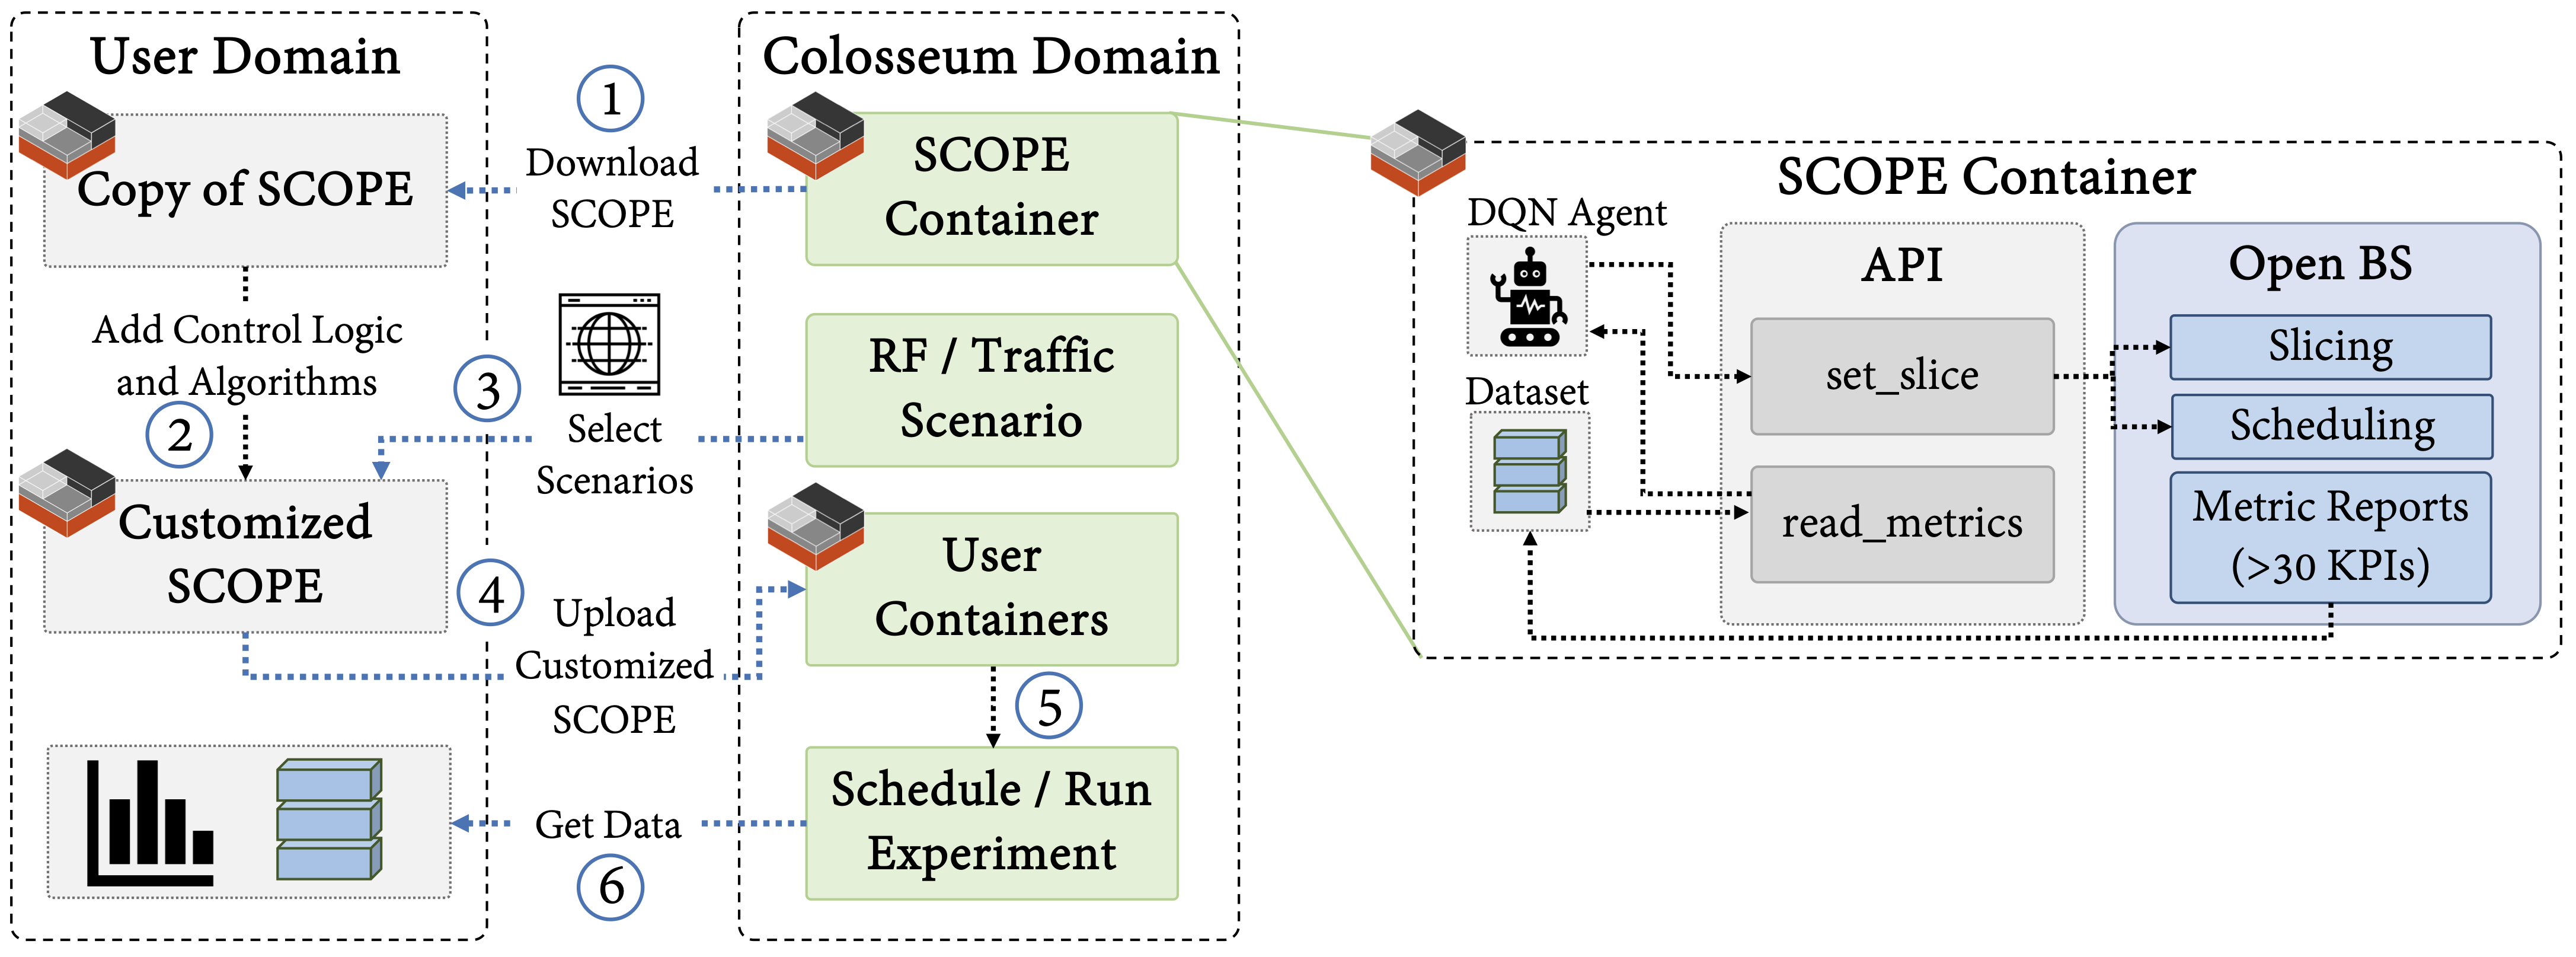 User Domain
Copy of SCOPE
Add Control Logic
and Algorithms
2
Customized
SCOPE
1
Download
SCOPE
3
Select
Scenarios
4
Upload
Customized
SCOPE
Get Data
6
Colosseum Domain
SCOPE
Container
RF / Traffic
Scenario
User
Containers
5
Schedule / Run
Experiment
SCOPE Container
DQN Agent
Dataset
API
set_slice
read_metrics
Open BS
Slicing
Scheduling
Metric Reports
(>30 KPIs)